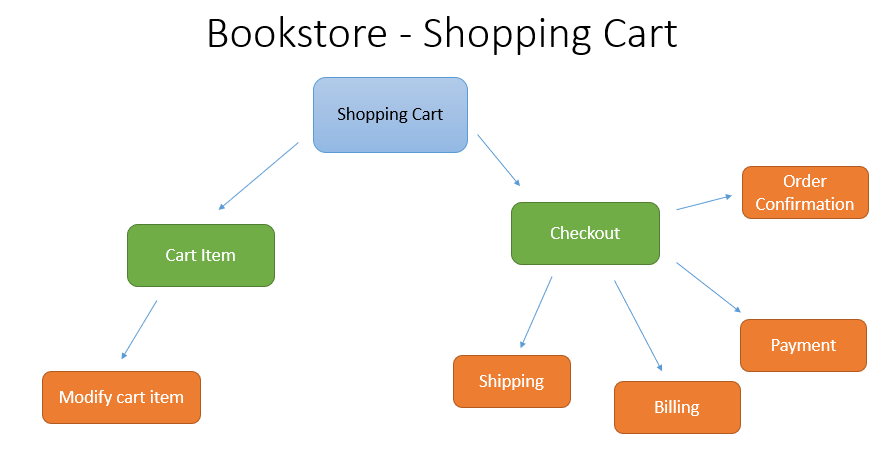 Bookstore - Shopping Cart
Shopping Cart
Order
Confirmation
Checkout
Cart Item
Payment
Shipping
Modify cart item
Billing